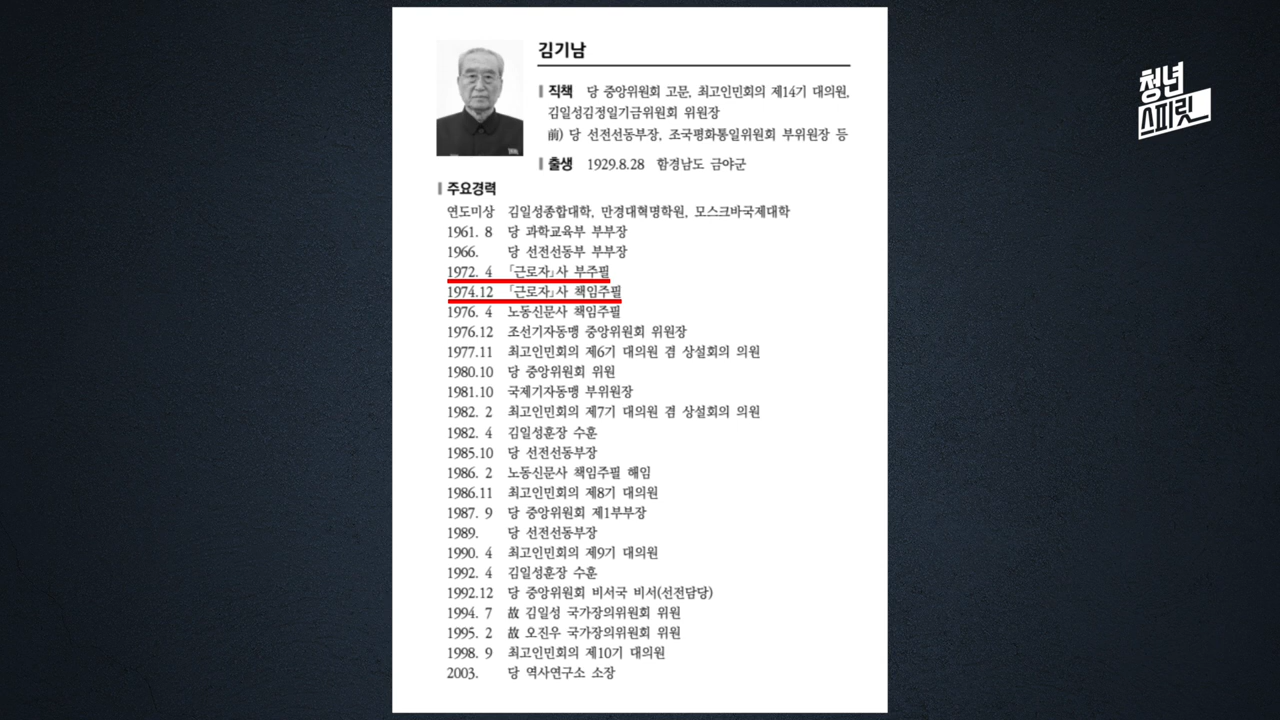 김기남
직책 당 중앙위원회 고문, 최고인민회의 제14기 대의원,
김일성김정일기금위원회 위원장
前) 당 선전선동부장, 조국평화통일위원회 부위원장 등
출생 1929.8.28 함경남도 금야군
주요경력
연도미상 김일성종합대학, 만경대혁명학원, 모스크바국제대학
1961. 8 당 과학교육부 부부장
1966. 당 선전선동부 부부장
1972. 4 「근로자」사 부주필
1974.12 「근로자」사 책임주필
1976. 4 노동신문사 책임주필
1976.12 조선기자동맹 중앙위원회 위원장
1977.11 최고인민회의 제6기 대의원 겸 상설회의 의원
1980.10 당 중앙위원회 위원
1981.10 국제기자동맹 부위원장
1982. 2 최고인민회의 제7기 대의원 겸 상설회의 의원
1982. 4 김일성훈장 수훈
1985.10 당 선전선동부장
1986. 2 노동신문사 책임주필 해임
1986.11 최고인민회의 제8기 대의원
1987. 9 당 중앙위원회 제1부부장
1989. 당 선전선동부장
1990. 4 최고인민회의 제9기 대의원
1992. 4 김일성훈장 수훈
1992.12 당 중앙위원회 비서국 비서(선전담당)
1994. 7 故 김일성 국가장의위원회 위원
1995. 2 故 오진우 국가장의위원회 위원
1998. 9 최고인민회의 제10기 대의원
2003. 당 역사연구소 소장
청년
스피릿